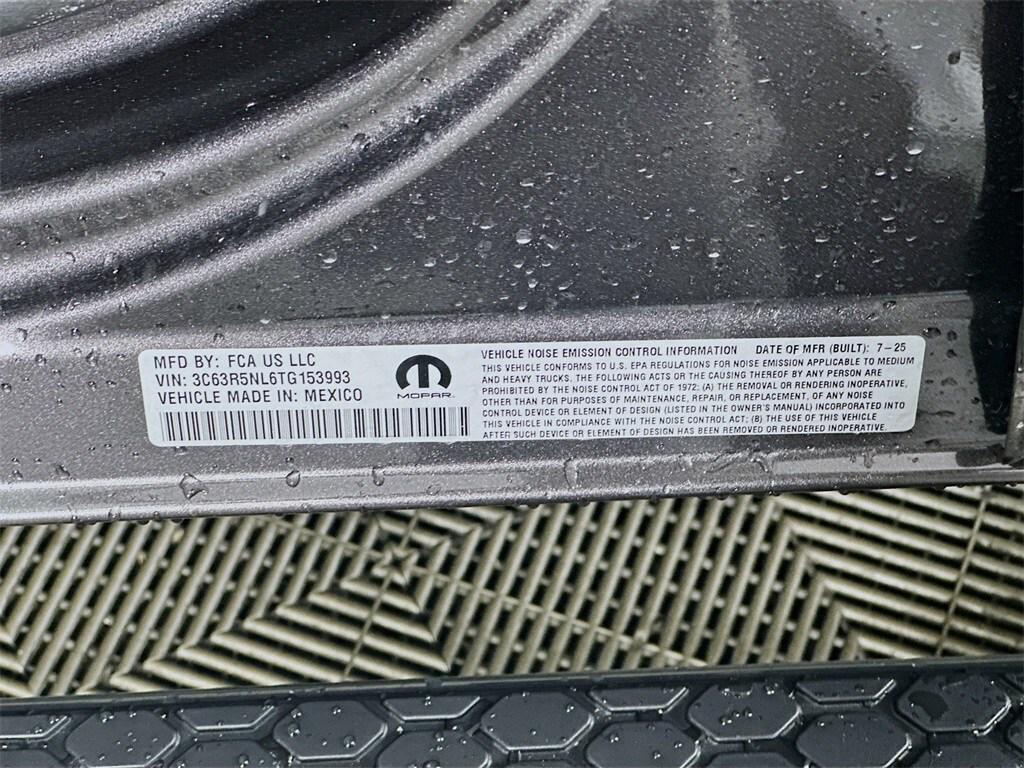 MFD BY: FCA US LLC
VIN: 3C63R5NL6TG153993
VEHICLE MADE IN: MEXICO
MOPAR
VEHICLE NOISE EMISSION CONTROL INFORMATION DATE OF MFR (BUILT): 7-25
THIS VEHICLE CONFORMS TO U.S. EPA REGULATIONS FOR NOISE EMISSION APPLICABLE TO MEDIUM
AND HEAVY TRUCKS. THE FOLLOWING ACTS OR CAUSING THEREOF BY ANY PERSON ARE
PROHIBITED BY THE NOISE CONTROL ACT OF 1972: (A) THE REMOVAL OR RENDERING INOPERATIVE,
OTHER THAN FOR PURPOSES OF MAINTENANCE, REPAIR, OR REPLACEMENT, OF ANY NOISE
CONTROL DEVICE OR ELEMENT OF DESIGN (LISTED IN THE OWNER'S MANUAL) INCORPORATED INTO
THIS VEHICLE IN COMPLIANCE WITH THE NOISE CONTROL ACT; (B) THE USE OF THIS VEHICLE
AFTER SUCH DEVICE OR ELEMENT OF DESIGN HAS BEEN REMOVED OR RENDERED INOPERATIVE.